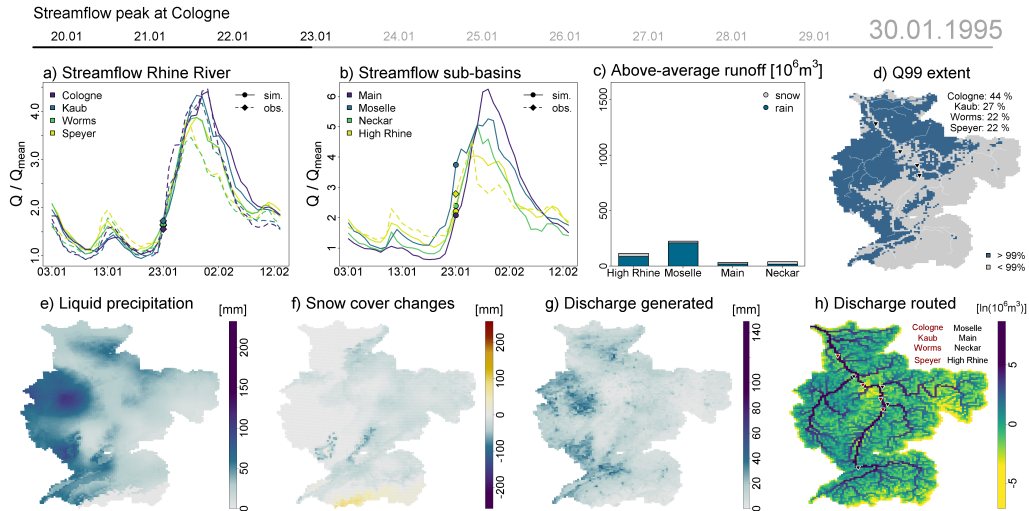 Streamflow peak at Cologne
20.01 21.01 22.01 23.01 24.01 25.01 26.01 27.01 28.01 29.01 30.01.1995
a) Streamflow Rhine River
Q / Qmean
1.0 2.0 3.0 4.0
Cologne
Kaub
Worms
Speyer
sim.
obs.
03.01 13.01 23.01 02.02 12.02
b) Streamflow sub-basins
Q / Qmean
1 2 3 4 5 6
Main
Moselle
Neckar
High Rhine
sim.
obs.
03.01 13.01 23.01 02.02 12.02
c) Above-average runoff [10⁶m³]
0 500 1000 1500
snow
rain
High Rhine Moselle Main Neckar
d) Q99 extent
Cologne: 44 %
Kaub: 27 %
Worms: 22 %
Speyer: 22 %
> 99%
< 99%
e) Liquid precipitation
[mm]
0 50 100 150 200
f) Snow cover changes
[mm]
-200 -100 0 100 200
g) Discharge generated
[mm]
0 20 40 60 80 100 120 140
h) Discharge routed
[ln(10⁶m³)]
-5 0 5
Cologne Moselle
Kaub Main
Worms Neckar
Speyer High Rhine